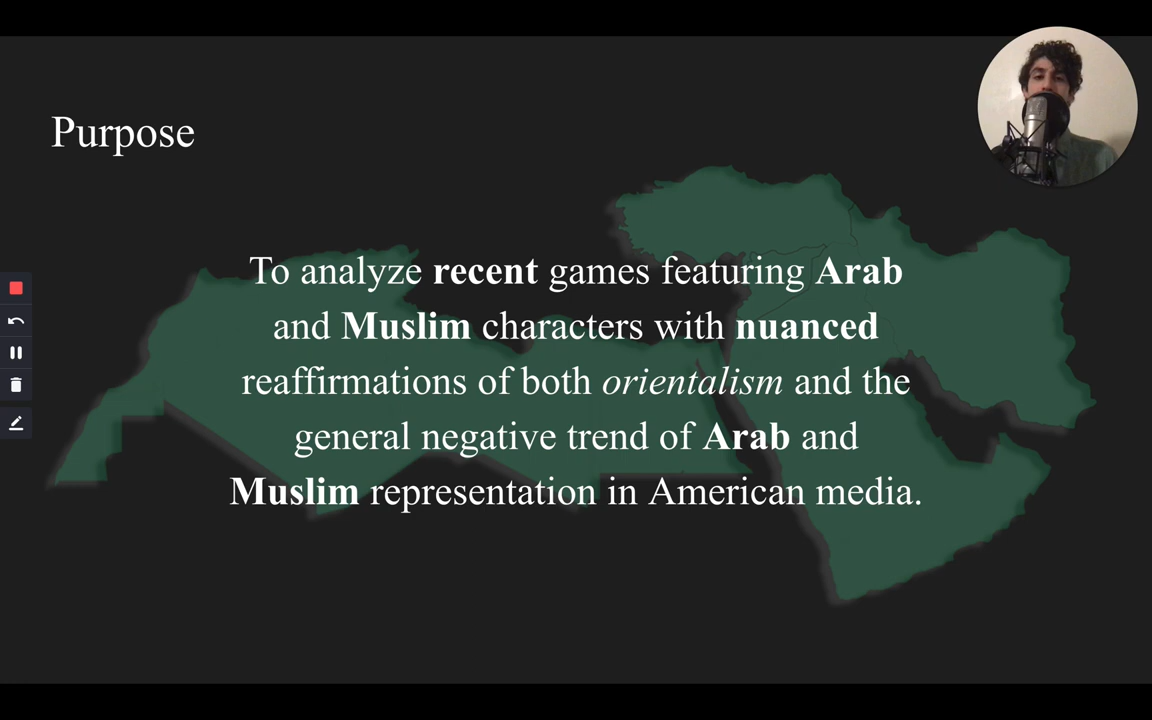 Purpose
To analyze recent games featuring Arab
and Muslim characters with nuanced
reaffirmations of both orientalism and the
general negative trend of Arab and
Muslim representation in American media.